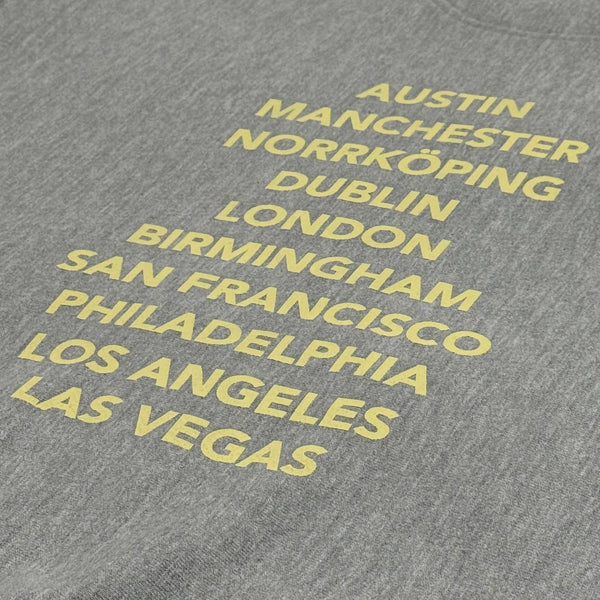 AUSTIN
MANCHESTER
NORRKÖPING
DUBLIN
LONDON
BIRMINGHAM
SAN FRANCISCO
PHILADELPHIA
LOS ANGELES
LAS VEGAS